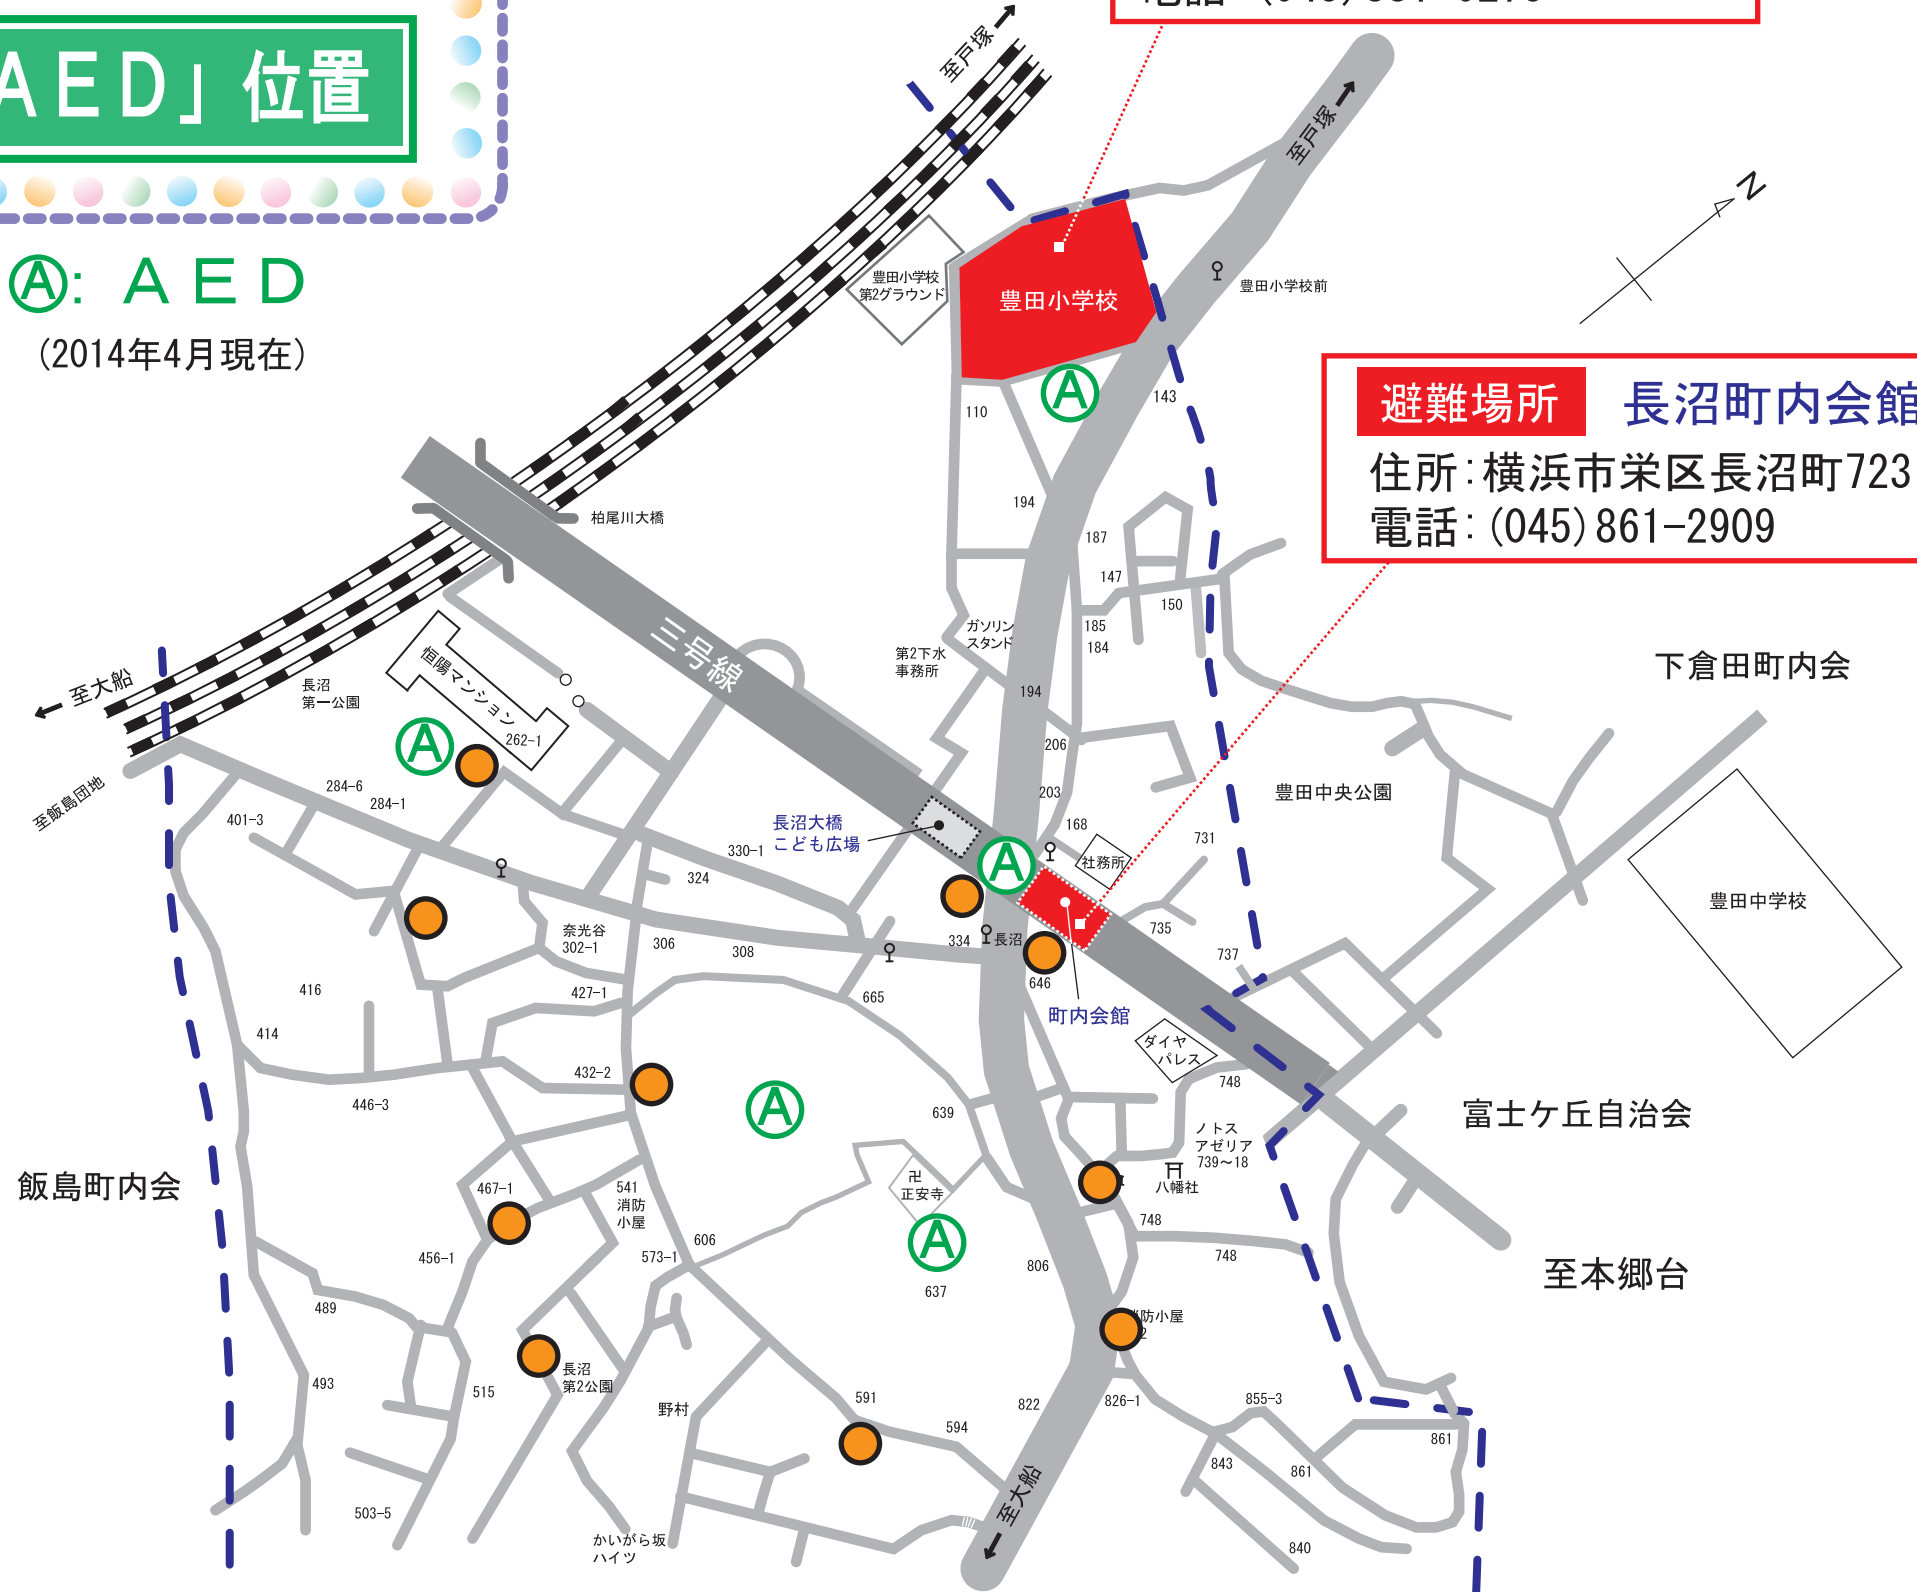 AED」位置
Ⓐ: AED
(2014年4月現在)
至戸塚
至戸塚
N
豊田小学校
第2グラウンド
豊田小学校
豊田小学校前
避難場所 長沼町内会館
住所:横浜市栄区長沼町723
電話:(045)861-2909
A
110
143
194
柏尾川大橋
187
147
150
ガソリン
スタンド
185
184
第2下水
事務所
三号線
194
恒陽マンション
262-1
長沼
第一公園
至大船
A
至飯島団地
下倉田町内会
206
203
284-6
284-1
401-3
豊田中央公園
長沼大橋
こども広場
168
731
330-1
324
社務所
A
豊田中学校
735
奈光谷
302-1
306
308
334
長沼
737
646
416
427-1
665
町内会館
414
ダイヤ
パレス
432-2
748
446-3
A
639
ノトス
アゼリア
739～18
富士ケ丘自治会
飯島町内会
467-1
541
消防
小屋
卍
正安寺
八幡社
748
456-1
573-1
606
A
637
806
748
至本郷台
489
防小屋
493
515
長沼
第2公園
野村
591
594
822
826-1
855-3
861
843
861
503-5
かいがら坂
ハイツ
至大船
840